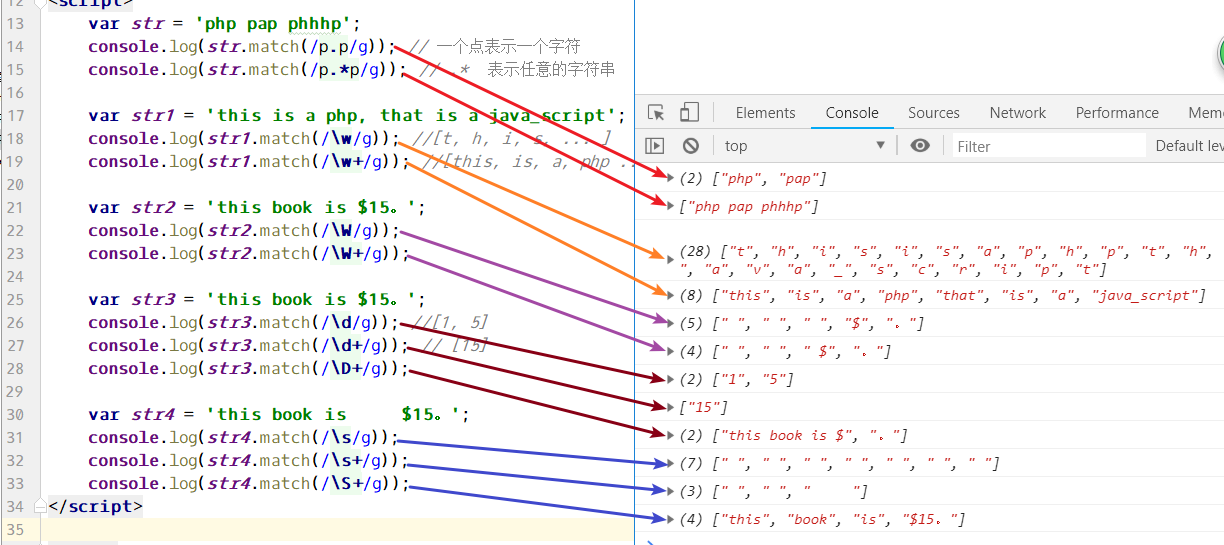 12 <script>
13 var str = 'php pap phhhp';
14 console.log(str.match(/p.p/g)); // 一个点表示一个字符
15 console.log(str.match(/p.*p/g)); // .* 表示任意的字符串
16
17 var str1 = 'this is a php, that is a java_script';
18 console.log(str1.match(/\w/g)); //[t, h, i, s, ... ]
19 console.log(str1.match(/\w+/g)); //[this, is, a, php ..
20
21 var str2 = 'this book is $15。';
22 console.log(str2.match(/\W/g));
23 console.log(str2.match(/\W+/g));
24
25 var str3 = 'this book is $15。';
26 console.log(str3.match(/\d/g)); //[1, 5]
27 console.log(str3.match(/\d+/g)); // [15]
28 console.log(str3.match(/\D+/g));
29
30 var str4 = 'this book is     $15。';
31 console.log(str4.match(/\s/g));
32 console.log(str4.match(/\s+/g));
33 console.log(str4.match(/\S+/g));
34 </script>
35
Elements Console Sources Network Performance Mem
top ▼ Filter Default lev
(2) ["php", "pap"]
["php pap phhhp"]
(28) ["t", "h", "i", "s", "i", "s", "a", "p", "h", "p", "t", "h",
", "a", "v", "a", "_", "s", "c", "r", "i", "p", "t"]
(8) ["this", "is", "a", "php", "that", "is", "a", "java_script"]
(5) [" ", " ", " ", "$", "。"]
(4) [" ", " ", " $", "。"]
(2) ["1", "5"]
["15"]
(2) ["this book is $", "。"]
(7) [" ", " ", " ", " ", " ", " ", " "]
(3) [" ", " ", "     "]
(4) ["this", "book", "is", "$15。"]